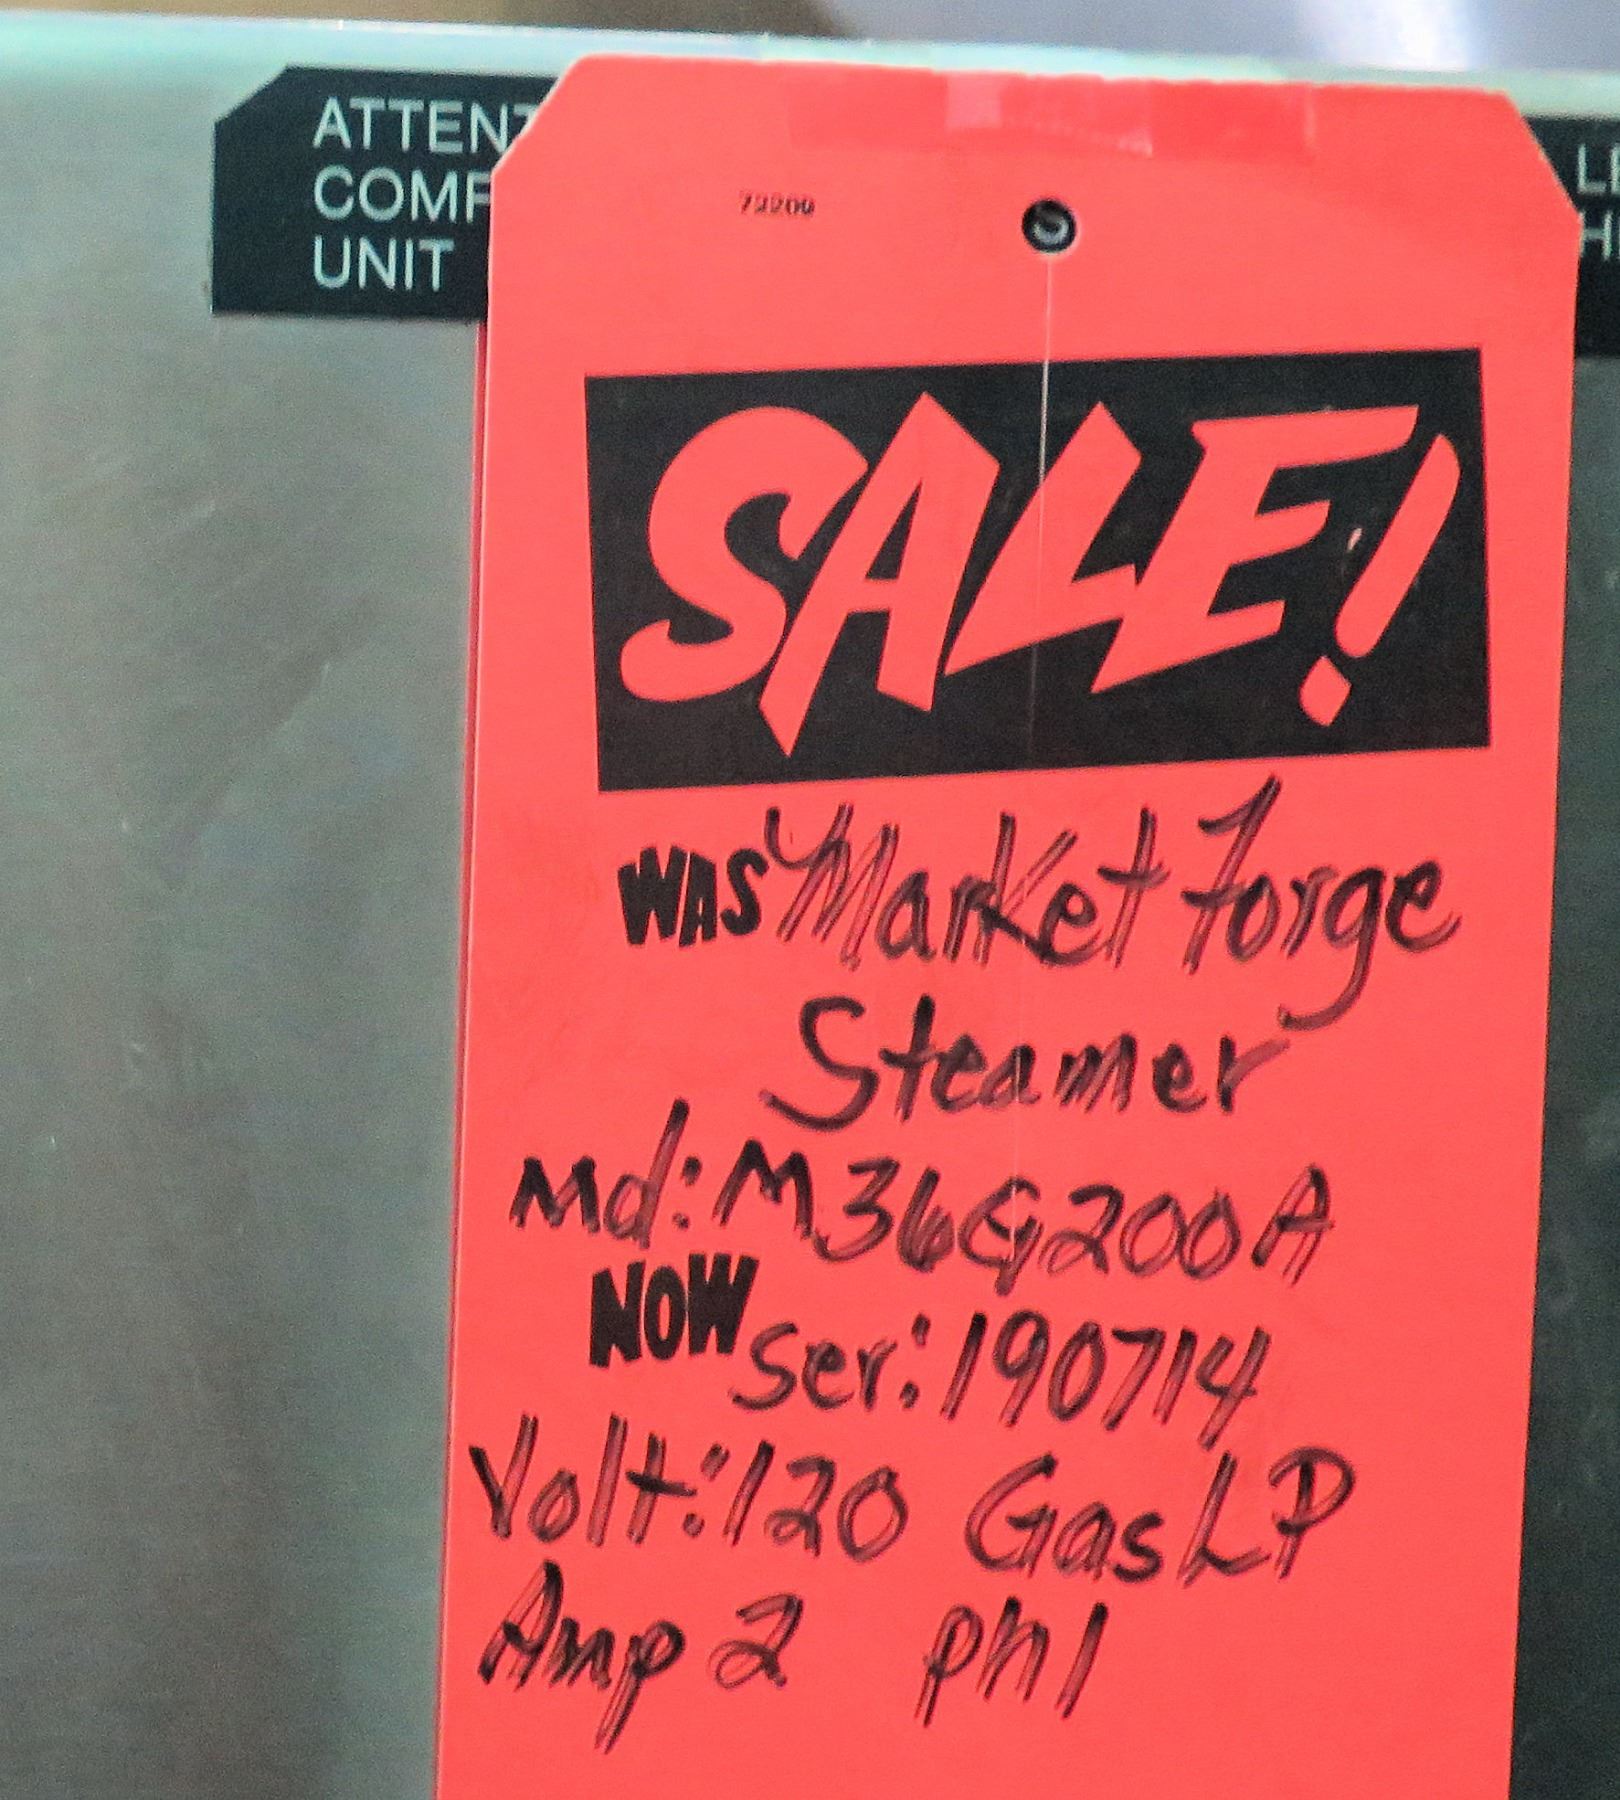 ATTENT
COMP
UNIT
72209
SALE!
WAS Market Forge
Steamer
Md: M36G200A
NOW Ser: 190714
Volt: 120 Gas LP
Amp 2 ph1